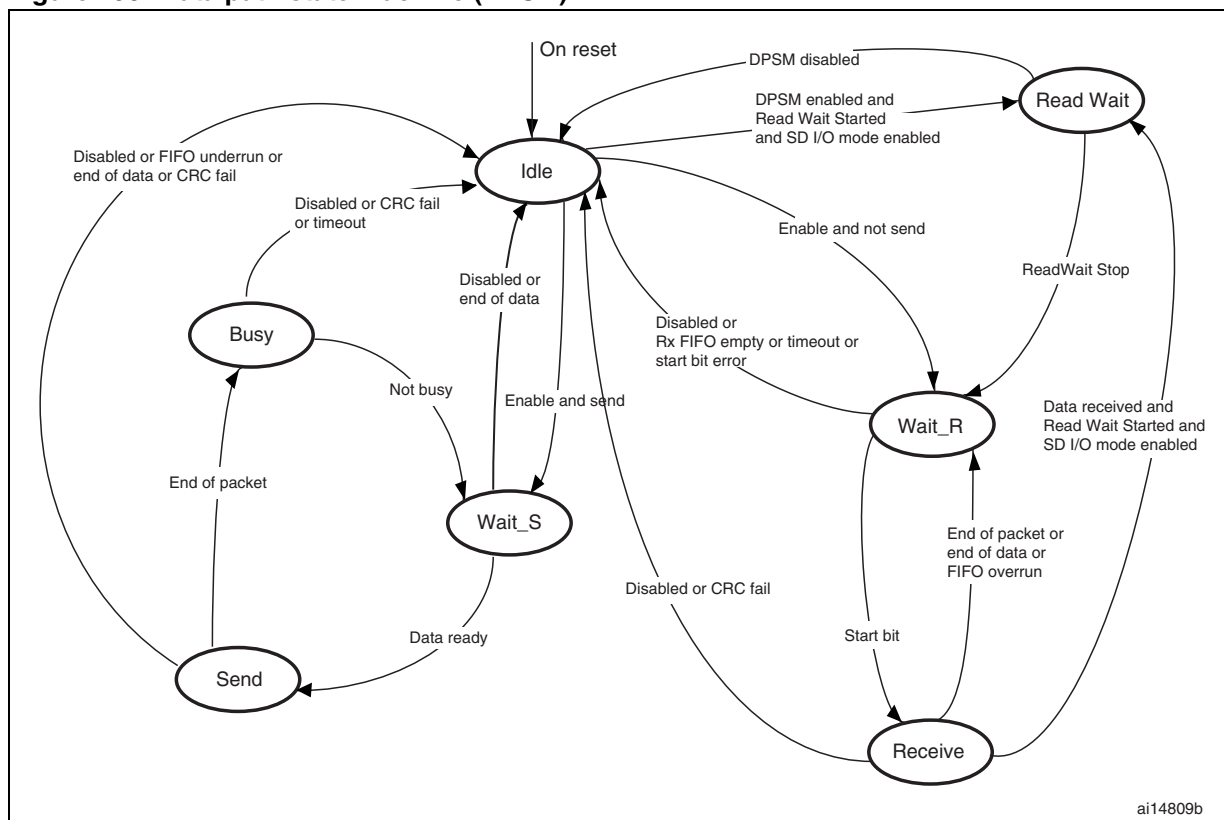 On reset
DPSM disabled
Read Wait
DPSM enabled and
Read Wait Started
and SD I/O mode enabled
Disabled or FIFO underrun or
end of data or CRC fail
Idle
Disabled or CRC fail
or timeout
Enable and not send
ReadWait Stop
Disabled or
end of data
Disabled or
Rx FIFO empty or timeout or
start bit error
Busy
Not busy
Enable and send
Wait_R
Data received and
Read Wait Started and
SD I/O mode enabled
End of packet
Wait_S
End of packet or
end of data or
FIFO overrun
Disabled or CRC fail
Start bit
Data ready
Send
Receive
ai14809b